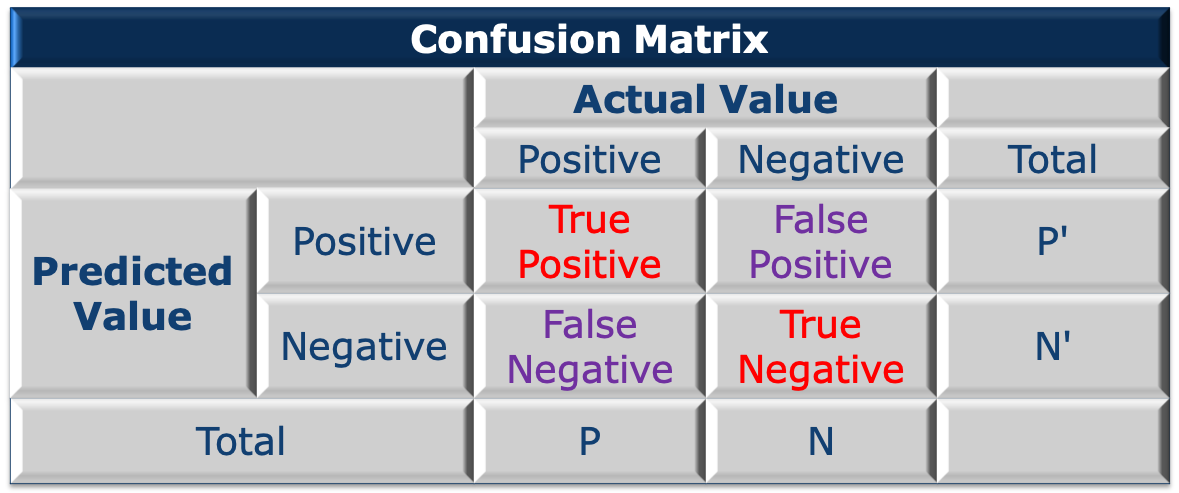 Confusion Matrix
Actual Value
Positive
Negative
Total
Predicted
Value
Positive
True
Positive
False
Positive
P'
Negative
False
Negative
True
Negative
N'
Total
P
N